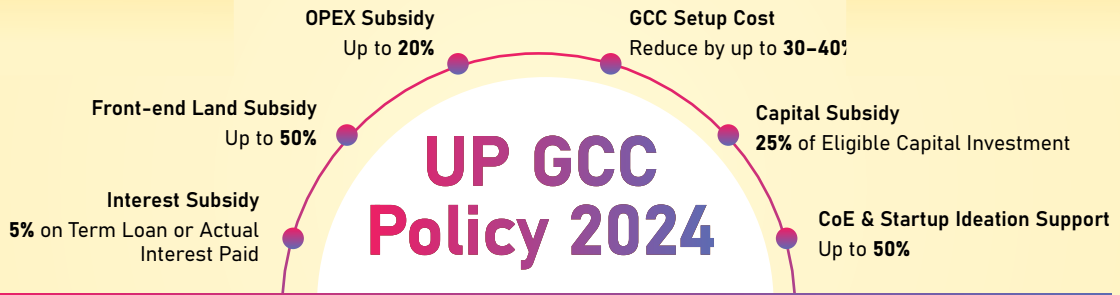 OPEX Subsidy
Up to 20%
GCC Setup Cost
Reduce by up to 30–40%
Front-end Land Subsidy
Up to 50%
Capital Subsidy
25% of Eligible Capital Investment
UP GCC
Policy 2024
Interest Subsidy
5% on Term Loan or Actual
Interest Paid
CoE & Startup Ideation Support
Up to 50%